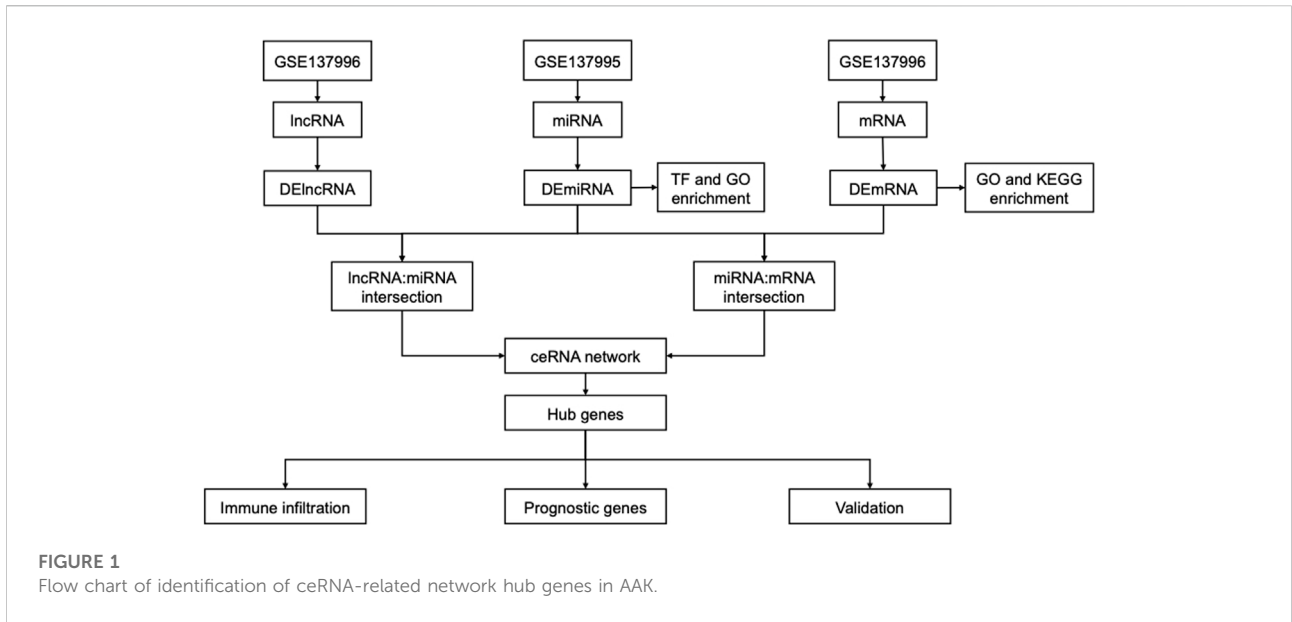 GSE137996
GSE137995
GSE137996
lncRNA
miRNA
mRNA
DElncRNA
DEmiRNA
TF and GO
enrichment
DEmRNA
GO and KEGG
enrichment
lncRNA:miRNA
intersection
miRNA:mRNA
intersection
ceRNA network
Hub genes
Immune infiltration
Prognostic genes
Validation
FIGURE 1
Flow chart of identification of ceRNA-related network hub genes in AAK.